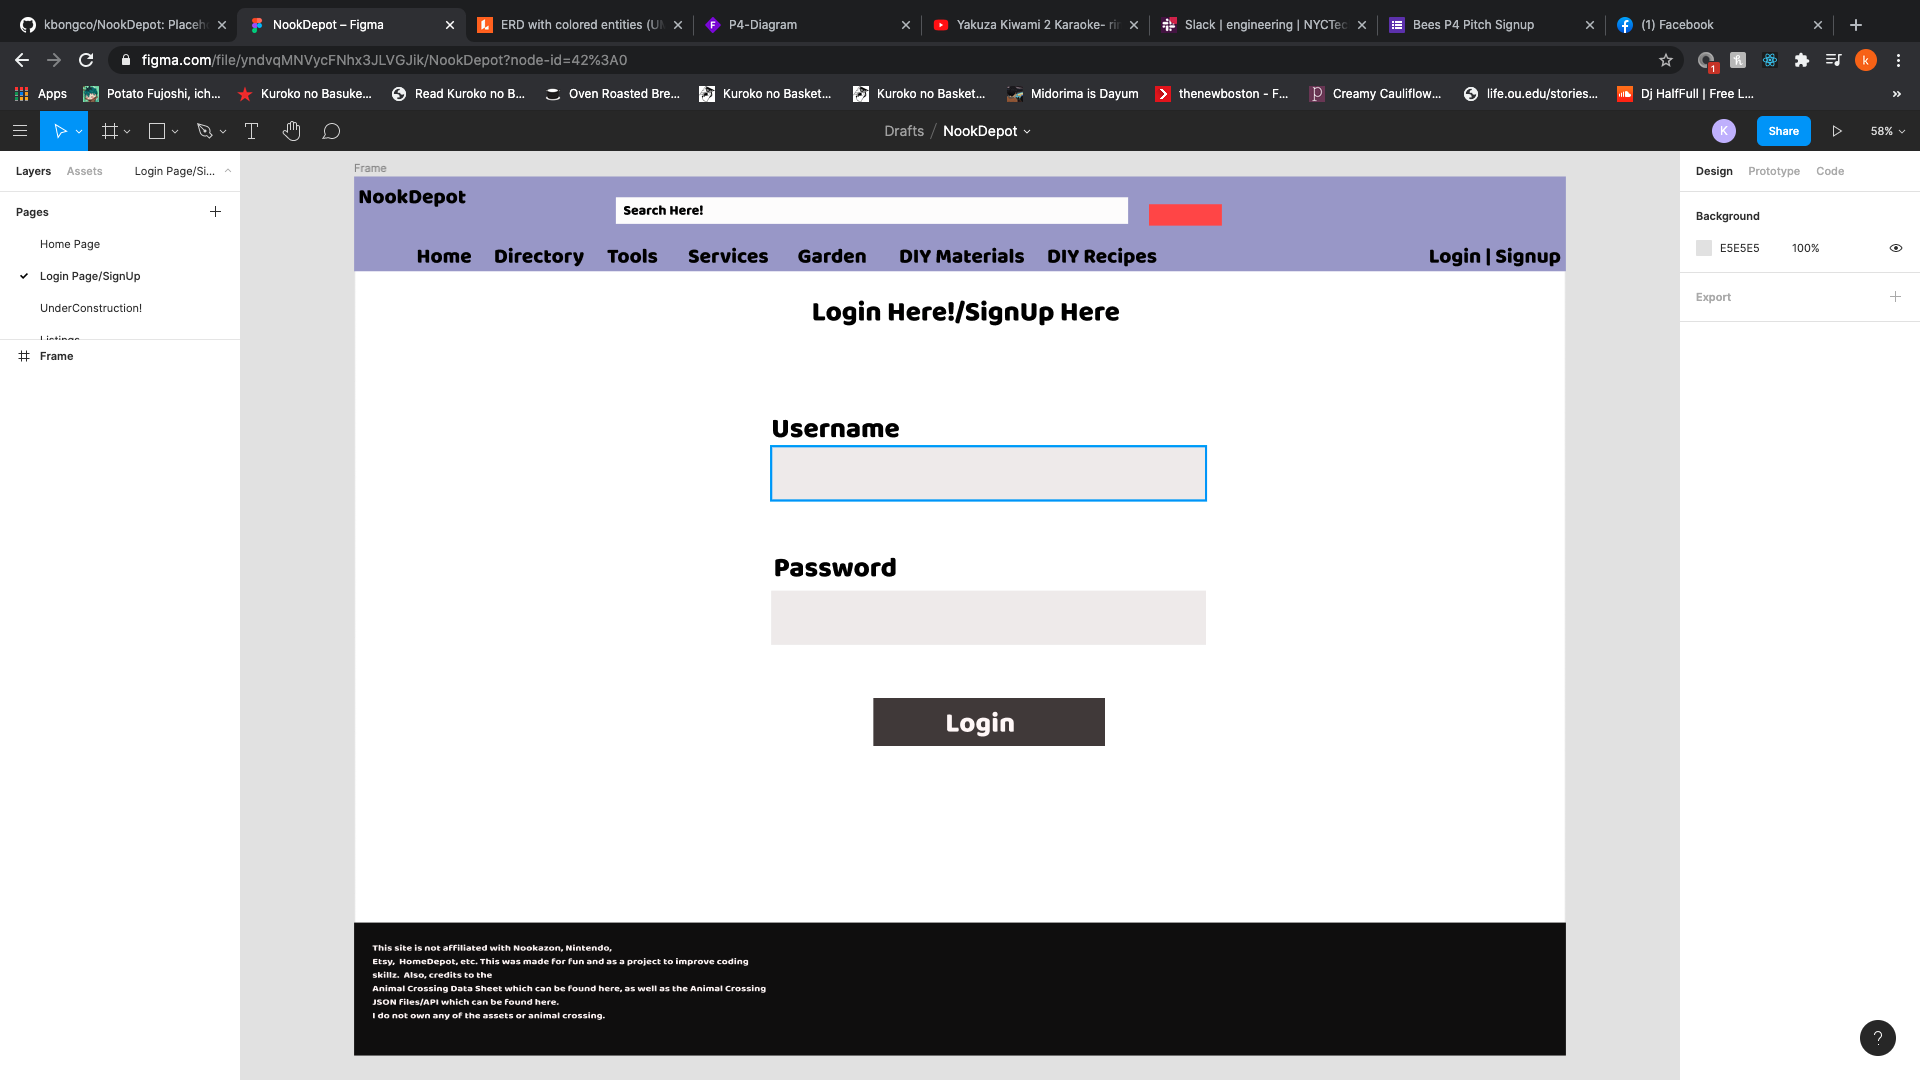 kbongco/NookDepot: Placeh
NookDepot – Figma
ERD with colored entities (UM
P4-Diagram
Yakuza Kiwami 2 Karaoke- ri
Slack | engineering | NYCTec
Bees P4 Pitch Signup
(1) Facebook
figma.com/file/yndvqMNVycFNhx3JLVGJik/NookDepot?node-id=42%3A0
1
k
Apps
Potato Fujoshi, ich...
Kuroko no Basuke...
Read Kuroko no B...
Oven Roasted Bre...
Kuroko no Basket...
Kuroko no Basket...
Midorima is Dayum
thenewboston - F...
Creamy Cauliflow...
life.ou.edu/stories...
Dj HalfFull | Free L...
»
Drafts / NookDepot
K
Share
58%
Layers
Assets
Login Page/Si...
Pages
Home Page
Login Page/SignUp
UnderConstruction!
Listings
Frame
Frame
NookDepot
Search Here!
Home
Directory
Tools
Services
Garden
DIY Materials
DIY Recipes
Login | Signup
Login Here!/SignUp Here
Username
Password
Login
This site is not affiliated with Nookazon, Nintendo,
Etsy, HomeDepot, etc. This was made for fun and as a project to improve coding
skillz. Also, credits to the
Animal Crossing Data Sheet which can be found here, as well as the Animal Crossing
JSON files/API which can be found here.
I do not own any of the assets or animal crossing.
Design
Prototype
Code
Background
E5E5E5
100%
Export
?